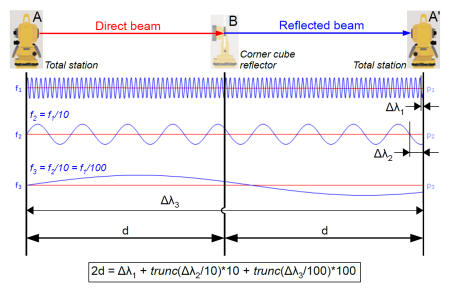 A Direct beam B Reflected beam A'
Total station Corner cube Total station
reflector
f₁ p₁
Δλ₁
f₂ = f₁/10
f₂ p₂
Δλ₂
f₃ = f₂/10 = f₁/100
f₃ p₃
Δλ₃
d d
2d = Δλ₁ + trunc(Δλ₂/10)*10 + trunc(Δλ₃/100)*100